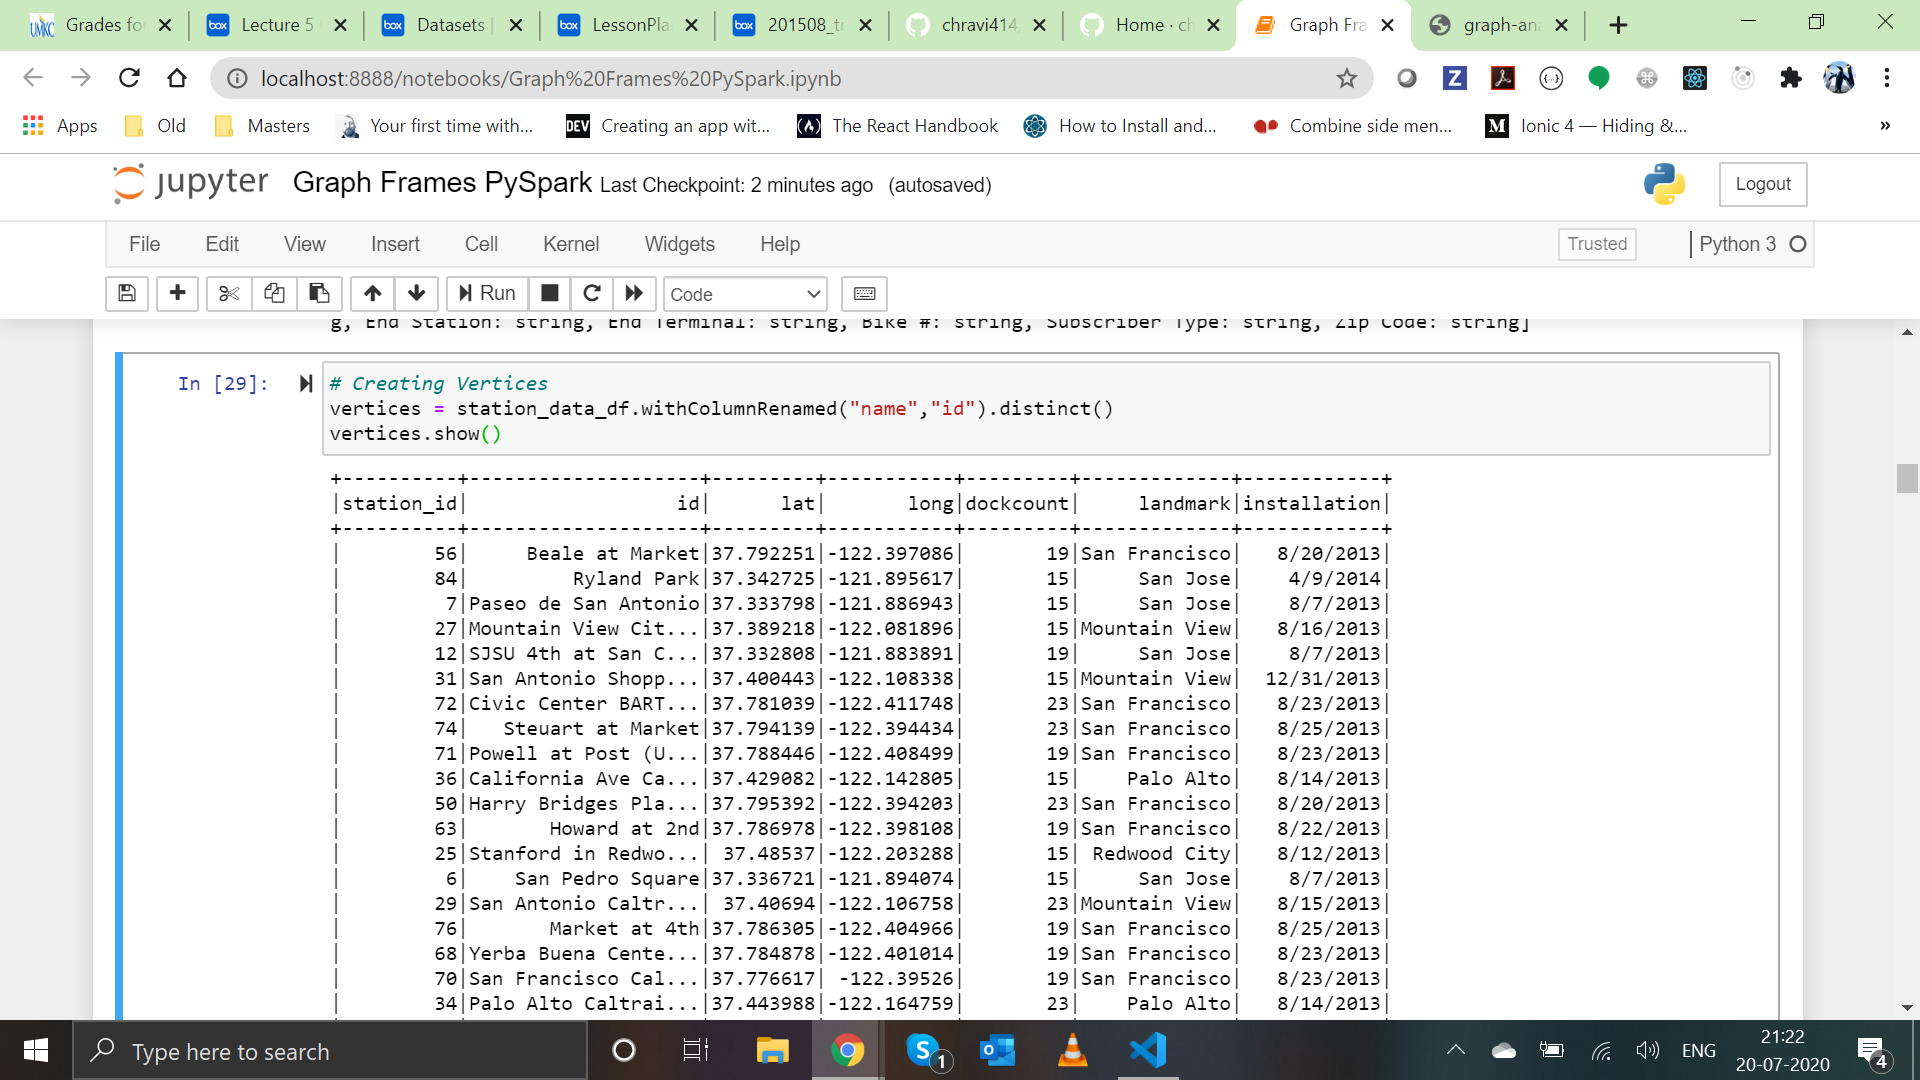 Grades fo
Lecture 5
Datasets |
LessonPla
201508_tr
chravi414
Home · ch
Graph Fra
graph-ana
localhost:8888/notebooks/Graph%20Frames%20PySpark.ipynb
Apps
Old
Masters
Your first time with...
DEV
Creating an app wit...
The React Handbook
How to Install and...
Combine side men...
Ionic 4 — Hiding &...
»
jupyter Graph Frames PySpark Last Checkpoint: 2 minutes ago (autosaved)
Logout
File Edit View Insert Cell Kernel Widgets Help
Trusted
Python 3
Run
Code
g, End Station: string, End Terminal: string, Bike #: string, Subscriber Type: string, Zip Code: string]
In [29]:
# Creating Vertices
vertices = station_data_df.withColumnRenamed("name","id").distinct()
vertices.show()
+----------+--------------------+---------+-----------+---------+-------------+------------+
|station_id|                  id|      lat|       long|dockcount|     landmark|installation|
+----------+--------------------+---------+-----------+---------+-------------+------------+
|        56|     Beale at Market|37.792251|-122.397086|       19|San Francisco|   8/20/2013|
|        84|         Ryland Park|37.342725|-121.895617|       15|     San Jose|    4/9/2014|
|         7|Paseo de San Antonio|37.333798|-121.886943|       15|     San Jose|    8/7/2013|
|        27|Mountain View Cit...|37.389218|-122.081896|       15|Mountain View|   8/16/2013|
|        12|SJSU 4th at San C...|37.332808|-121.883891|       19|     San Jose|    8/7/2013|
|        31|San Antonio Shopp...|37.400443|-122.108338|       15|Mountain View|  12/31/2013|
|        72|Civic Center BART...|37.781039|-122.411748|       23|San Francisco|   8/23/2013|
|        74|   Steuart at Market|37.794139|-122.394434|       23|San Francisco|   8/25/2013|
|        71|Powell at Post (U...|37.788446|-122.408499|       19|San Francisco|   8/23/2013|
|        36|California Ave Ca...|37.429082|-122.142805|       15|    Palo Alto|   8/14/2013|
|        50|Harry Bridges Pla...|37.795392|-122.394203|       23|San Francisco|   8/20/2013|
|        63|       Howard at 2nd|37.786978|-122.398108|       19|San Francisco|   8/22/2013|
|        25|Stanford in Redwo...| 37.48537|-122.203288|       15| Redwood City|   8/12/2013|
|         6|    San Pedro Square|37.336721|-121.894074|       15|     San Jose|    8/7/2013|
|        29|San Antonio Caltr...| 37.40694|-122.106758|       23|Mountain View|   8/15/2013|
|        76|       Market at 4th|37.786305|-122.404966|       19|San Francisco|   8/25/2013|
|        68|Yerba Buena Cente...|37.784878|-122.401014|       19|San Francisco|   8/23/2013|
|        70|San Francisco Cal...|37.776617| -122.39526|       19|San Francisco|   8/23/2013|
|        34|Palo Alto Caltrai...|37.443988|-122.164759|       23|    Palo Alto|   8/14/2013|
Type here to search
1
ENG
21:22
20-07-2020
4